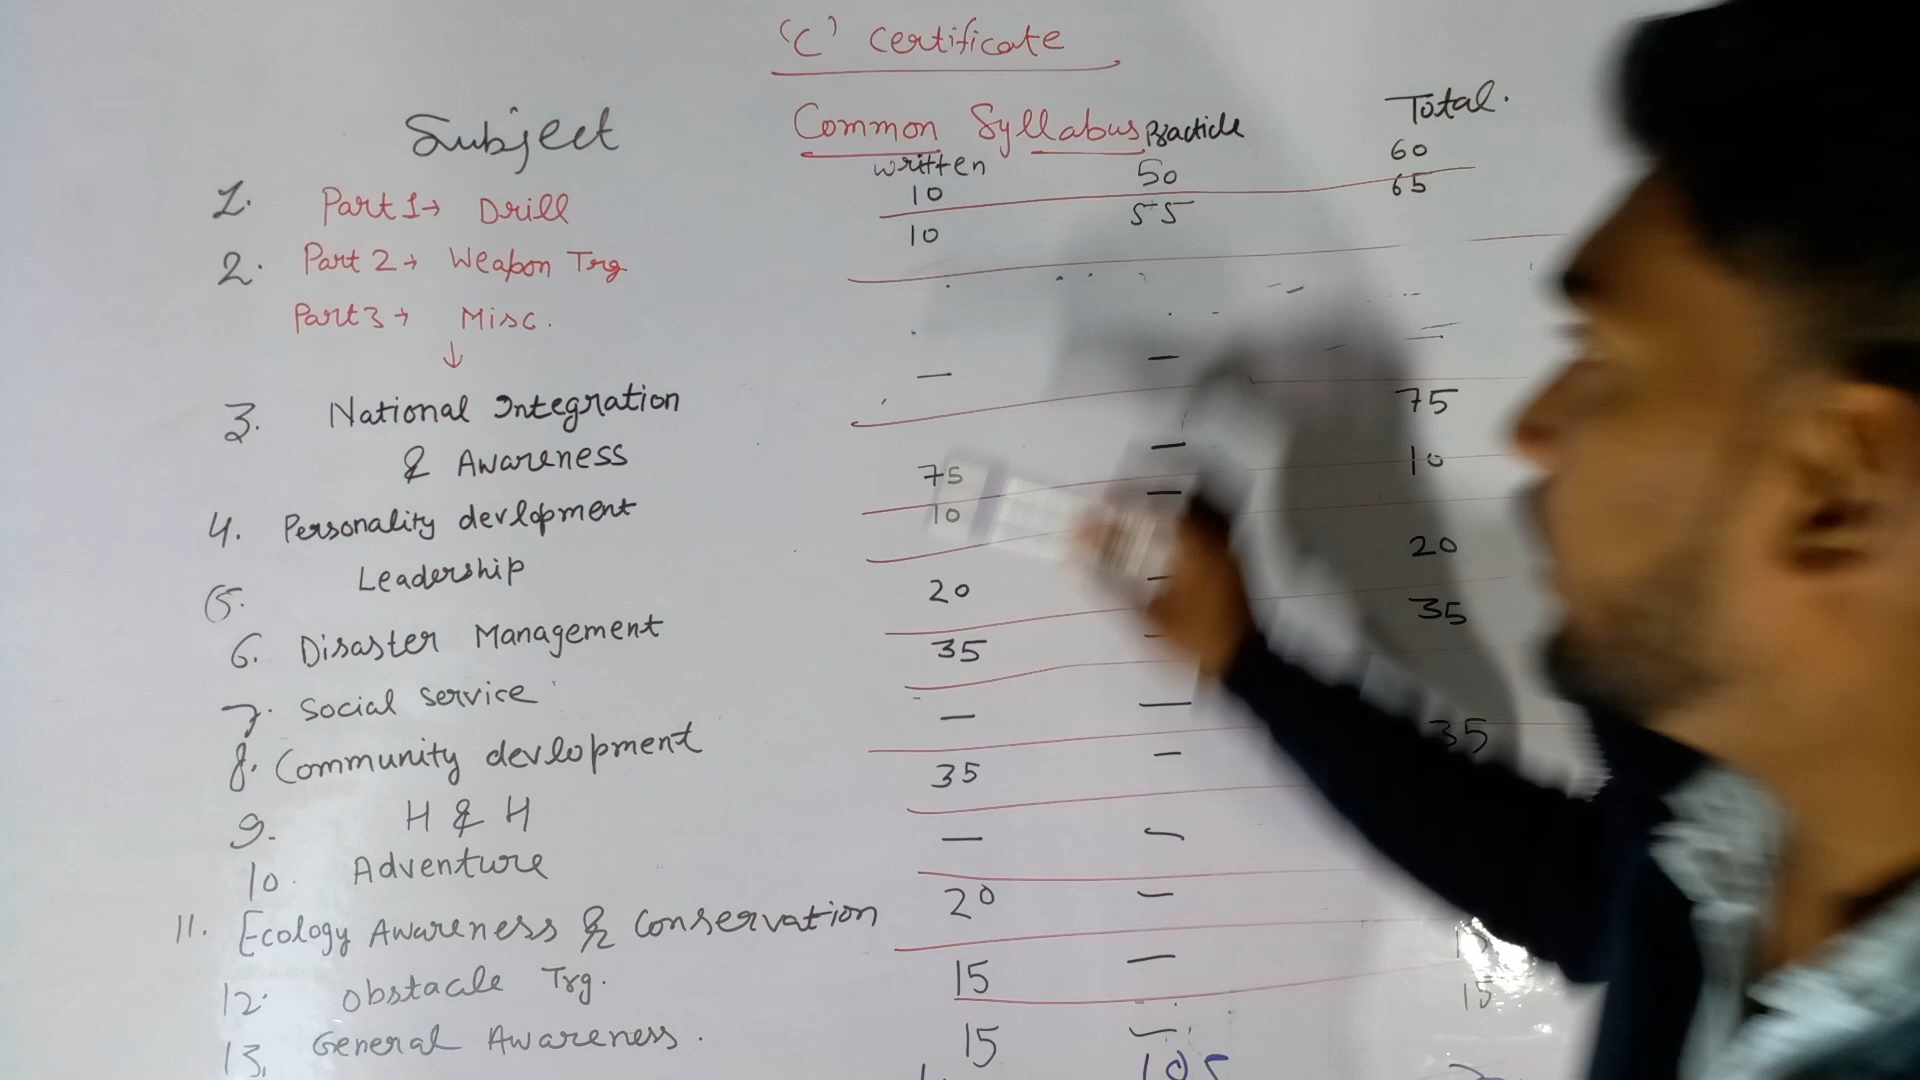 'C' Certificate
Subject Common Syllabus Practicle Total.
written 50 60
1. Part 1→ Drill 10 55 65
2. Part 2→ Weapon Trg 10
Part 3→ Misc.
↓ — —
3. National Integration 75
& Awareness 75 — 10
4. Personality devlopment 10 —
5. Leadership 20 — 20
6. Disaster Management 35 — 35
7. Social service — —
8. Community devlopment 35 — 35
9. H & H — —
10. Adventure 20 —
11. Ecology Awareness & Conservation
12. Obstacle Trg. 15 — 15
13. General Awareness. 15 —